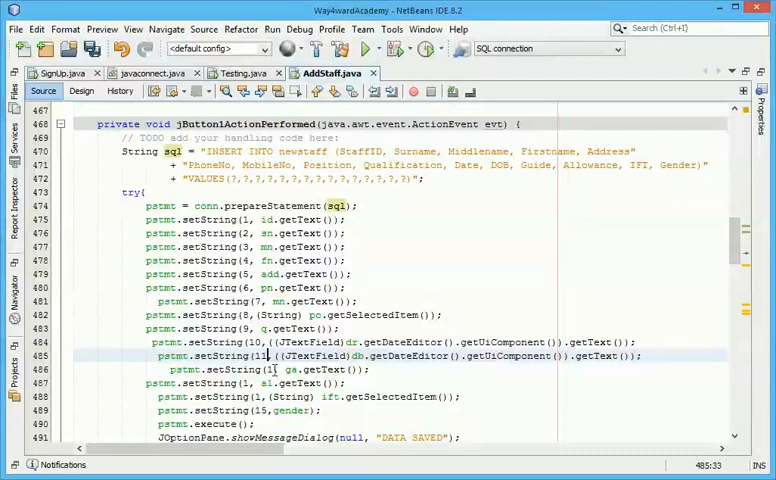 Way4wardAcademy - NetBeans IDE 8.2
File Edit Format View Navigate Source Refactor Run Debug Profile Team Tools Window Help
Search (Ctrl+I)
<default config>
SQL connection
SignUp.java
javaconnect.java
Testing.java
AddStaff.java
Source Design History
Files
Services
Report Inspector
Navigator
Projects
Properties
467
468 private void jButton1ActionPerformed(java.awt.event.ActionEvent evt) {
469 // TODO add your handling code here:
470 String sql = "INSERT INTO newstaff (StaffID, Surname, Middlename, Firstname, Address"
471 + "PhoneNo, MobileNo, Position, Qualification, Date, DOB, Guide, Allowance, IFT, Gender)"
472 + "VALUES(?,?,?,?,?,?,?,?,?,?,?,?,?,?,?)";
473 try{
474 pstmt = conn.prepareStatement(sql);
475 pstmt.setString(1, id.getText());
476 pstmt.setString(2, sn.getText());
477 pstmt.setString(3, mn.getText());
478 pstmt.setString(4, fn.getText());
479 pstmt.setString(5, add.getText());
480 pstmt.setString(6, pn.getText());
481 pstmt.setString(7, mn.getText());
482 pstmt.setString(8,(String) po.getSelectedItem());
483 pstmt.setString(9, q.getText());
484 pstmt.setString(10,((JTextField)dr.getDateEditor().getUiComponent()).getText());
485 pstmt.setString(11,((JTextField)db.getDateEditor().getUiComponent()).getText());
486 pstmt.setString(1, ga.getText());
487 pstmt.setString(1, al.getText());
488 pstmt.setString(1,(String) ift.getSelectedItem());
489 pstmt.setString(15,gender);
490 pstmt.execute();
491 JOptionPane.showMessageDialog(null, "DATA SAVED");
Notifications
485:33
INS